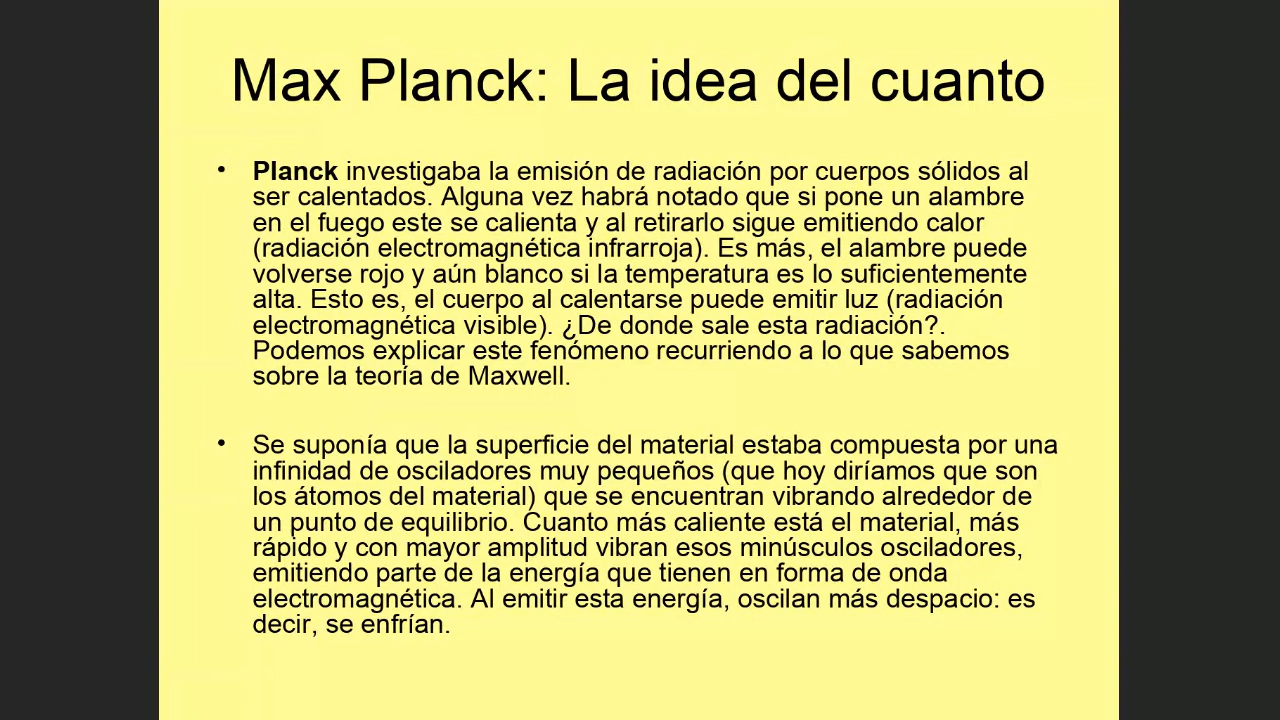 Max Planck: La idea del cuanto
• Planck investigaba la emisión de radiación por cuerpos sólidos al
ser calentados. Alguna vez habrá notado que si pone un alambre
en el fuego este se calienta y al retirarlo sigue emitiendo calor
(radiación electromagnética infrarroja). Es más, el alambre puede
volverse rojo y aún blanco si la temperatura es lo suficientemente
alta. Esto es, el cuerpo al calentarse puede emitir luz (radiación
electromagnética visible). ¿De donde sale esta radiación?.
Podemos explicar este fenómeno recurriendo a lo que sabemos
sobre la teoría de Maxwell.
• Se suponía que la superficie del material estaba compuesta por una
infinidad de osciladores muy pequeños (que hoy diríamos que son
los átomos del material) que se encuentran vibrando alrededor de
un punto de equilibrio. Cuanto más caliente está el material, más
rápido y con mayor amplitud vibran esos minúsculos osciladores,
emitiendo parte de la energía que tienen en forma de onda
electromagnética. Al emitir esta energía, oscilan más despacio: es
decir, se enfrían.